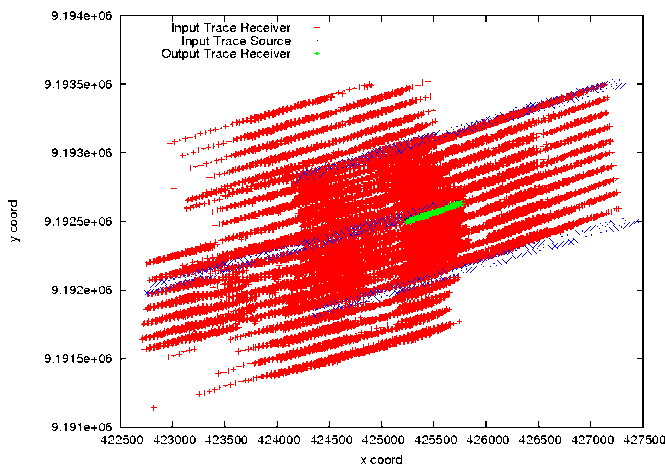 9.194e+06
Input Trace Receiver
Input Trace Source
Output Trace Receiver
9.1935e+06
9.193e+06
y coord
9.1925e+06
9.192e+06
9.1915e+06
9.191e+06
422500 423000 423500 424000 424500 425000 425500 426000 426500 427000 427500
x coord